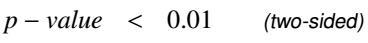 p − value < 0.01 (two-sided)